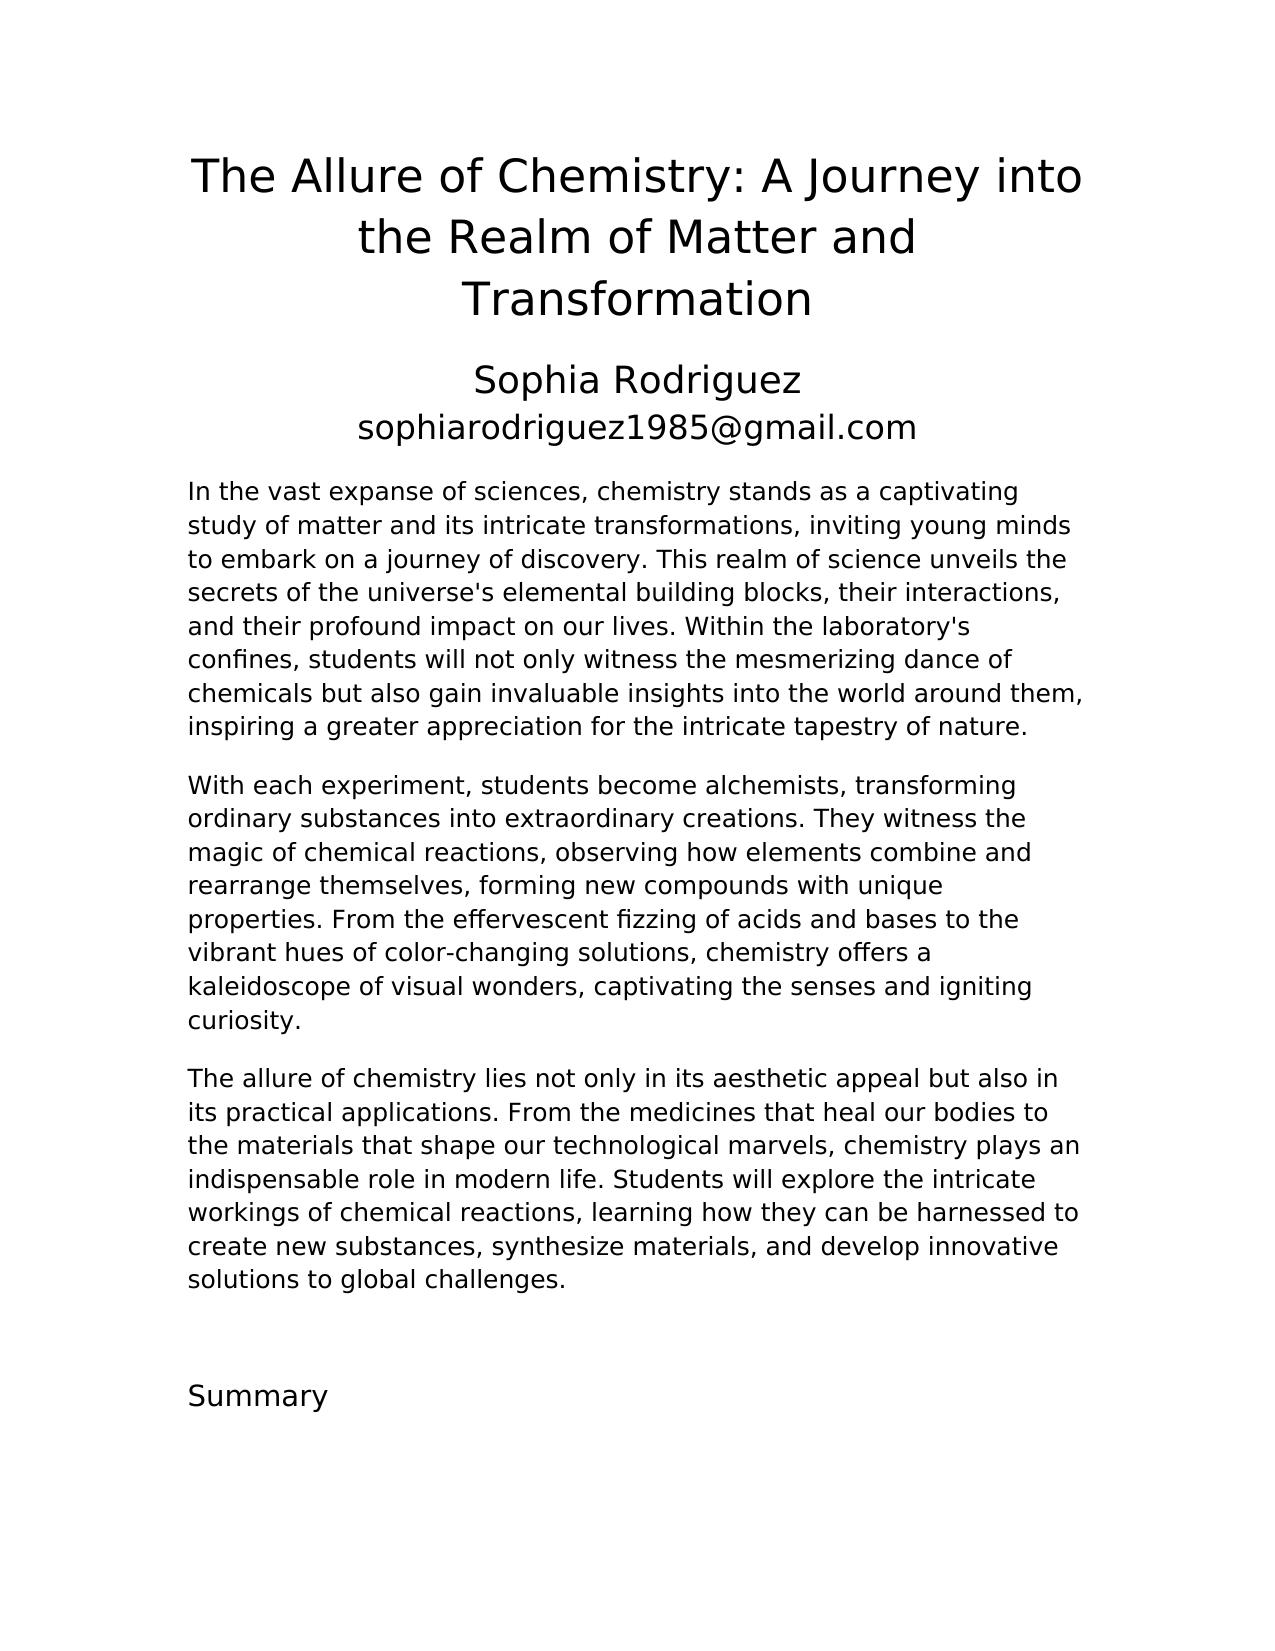 The Allure of Chemistry: A Journey into
the Realm of Matter and
Transformation
Sophia Rodriguez
sophiarodriguez1985@gmail.com
In the vast expanse of sciences, chemistry stands as a captivating
study of matter and its intricate transformations, inviting young minds
to embark on a journey of discovery. This realm of science unveils the
secrets of the universe's elemental building blocks, their interactions,
and their profound impact on our lives. Within the laboratory's
confines, students will not only witness the mesmerizing dance of
chemicals but also gain invaluable insights into the world around them,
inspiring a greater appreciation for the intricate tapestry of nature.
With each experiment, students become alchemists, transforming
ordinary substances into extraordinary creations. They witness the
magic of chemical reactions, observing how elements combine and
rearrange themselves, forming new compounds with unique
properties. From the effervescent fizzing of acids and bases to the
vibrant hues of color-changing solutions, chemistry offers a
kaleidoscope of visual wonders, captivating the senses and igniting
curiosity.
The allure of chemistry lies not only in its aesthetic appeal but also in
its practical applications. From the medicines that heal our bodies to
the materials that shape our technological marvels, chemistry plays an
indispensable role in modern life. Students will explore the intricate
workings of chemical reactions, learning how they can be harnessed to
create new substances, synthesize materials, and develop innovative
solutions to global challenges.
Summary